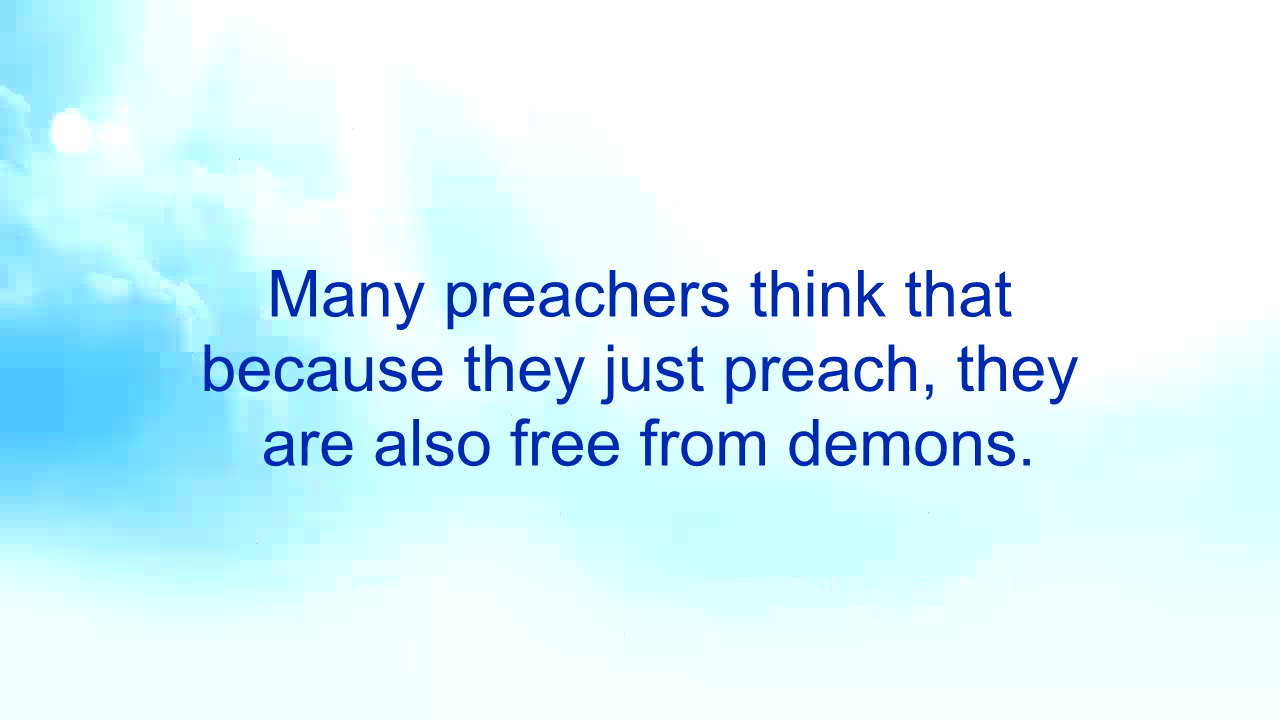 Many preachers think that
because they just preach, they
are also free from demons.